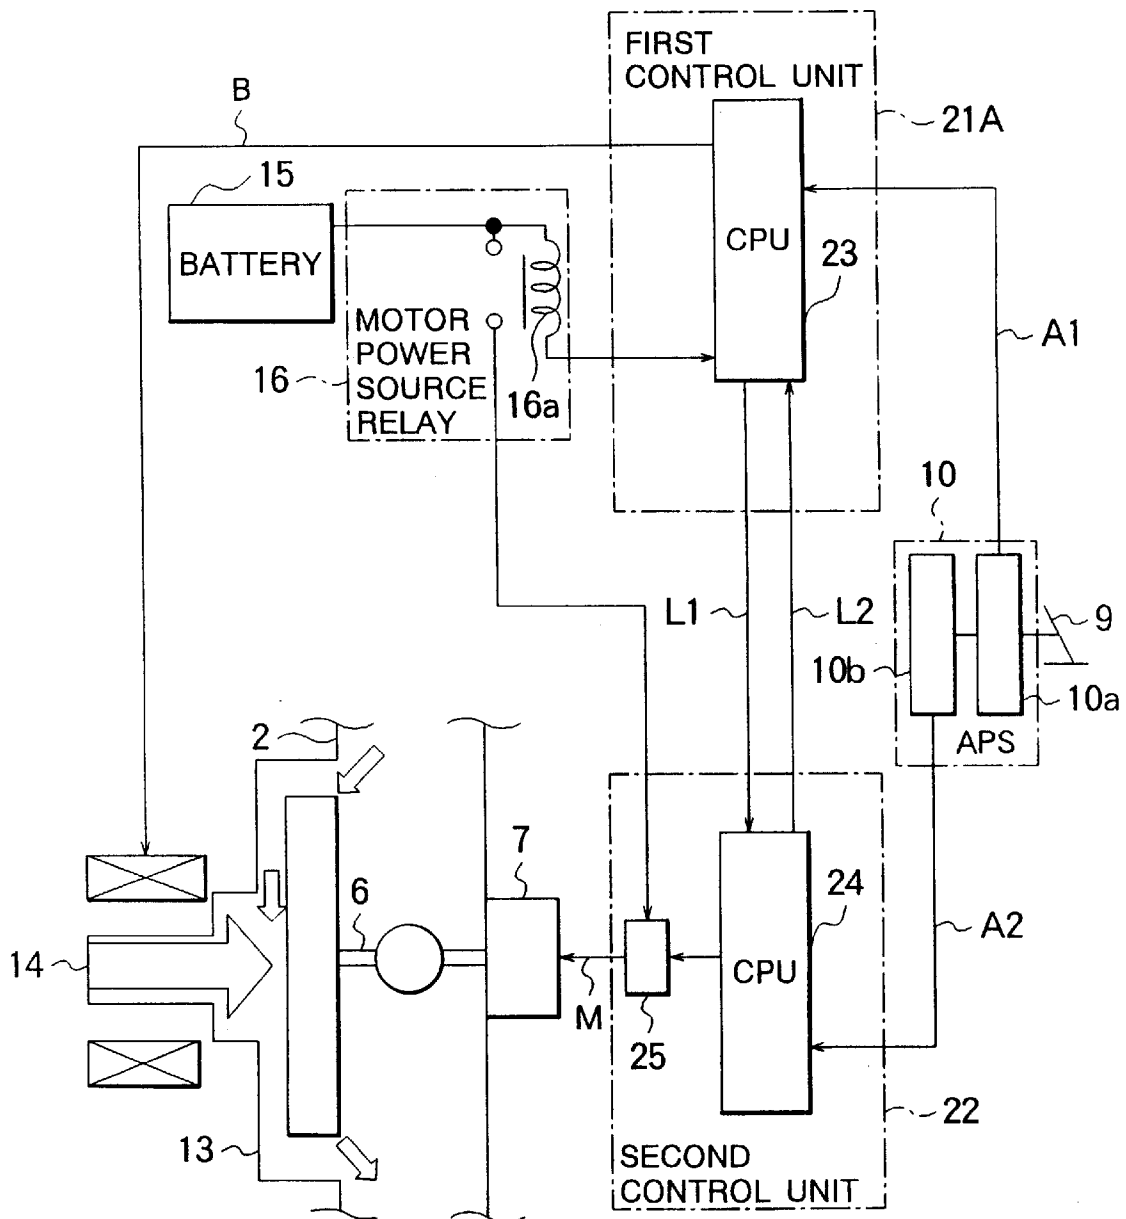 FIRST
CONTROL UNIT
B
21A
15
BATTERY
CPU
23
MOTOR
POWER
SOURCE
RELAY
16
16a
A1
10
L1
L2
9
10b
10a
APS
2
7
6
24
14
CPU
A2
M
25
22
13
SECOND
CONTROL UNIT